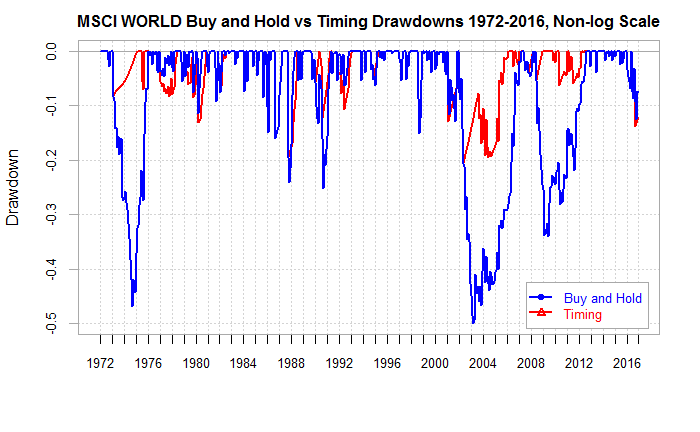 MSCI WORLD Buy and Hold vs Timing Drawdowns 1972-2016, Non-log Scale
Drawdown
0.0
-0.1
-0.2
-0.3
-0.4
-0.5
Buy and Hold
Timing
1972 1976 1980 1984 1988 1992 1996 2000 2004 2008 2012 2016